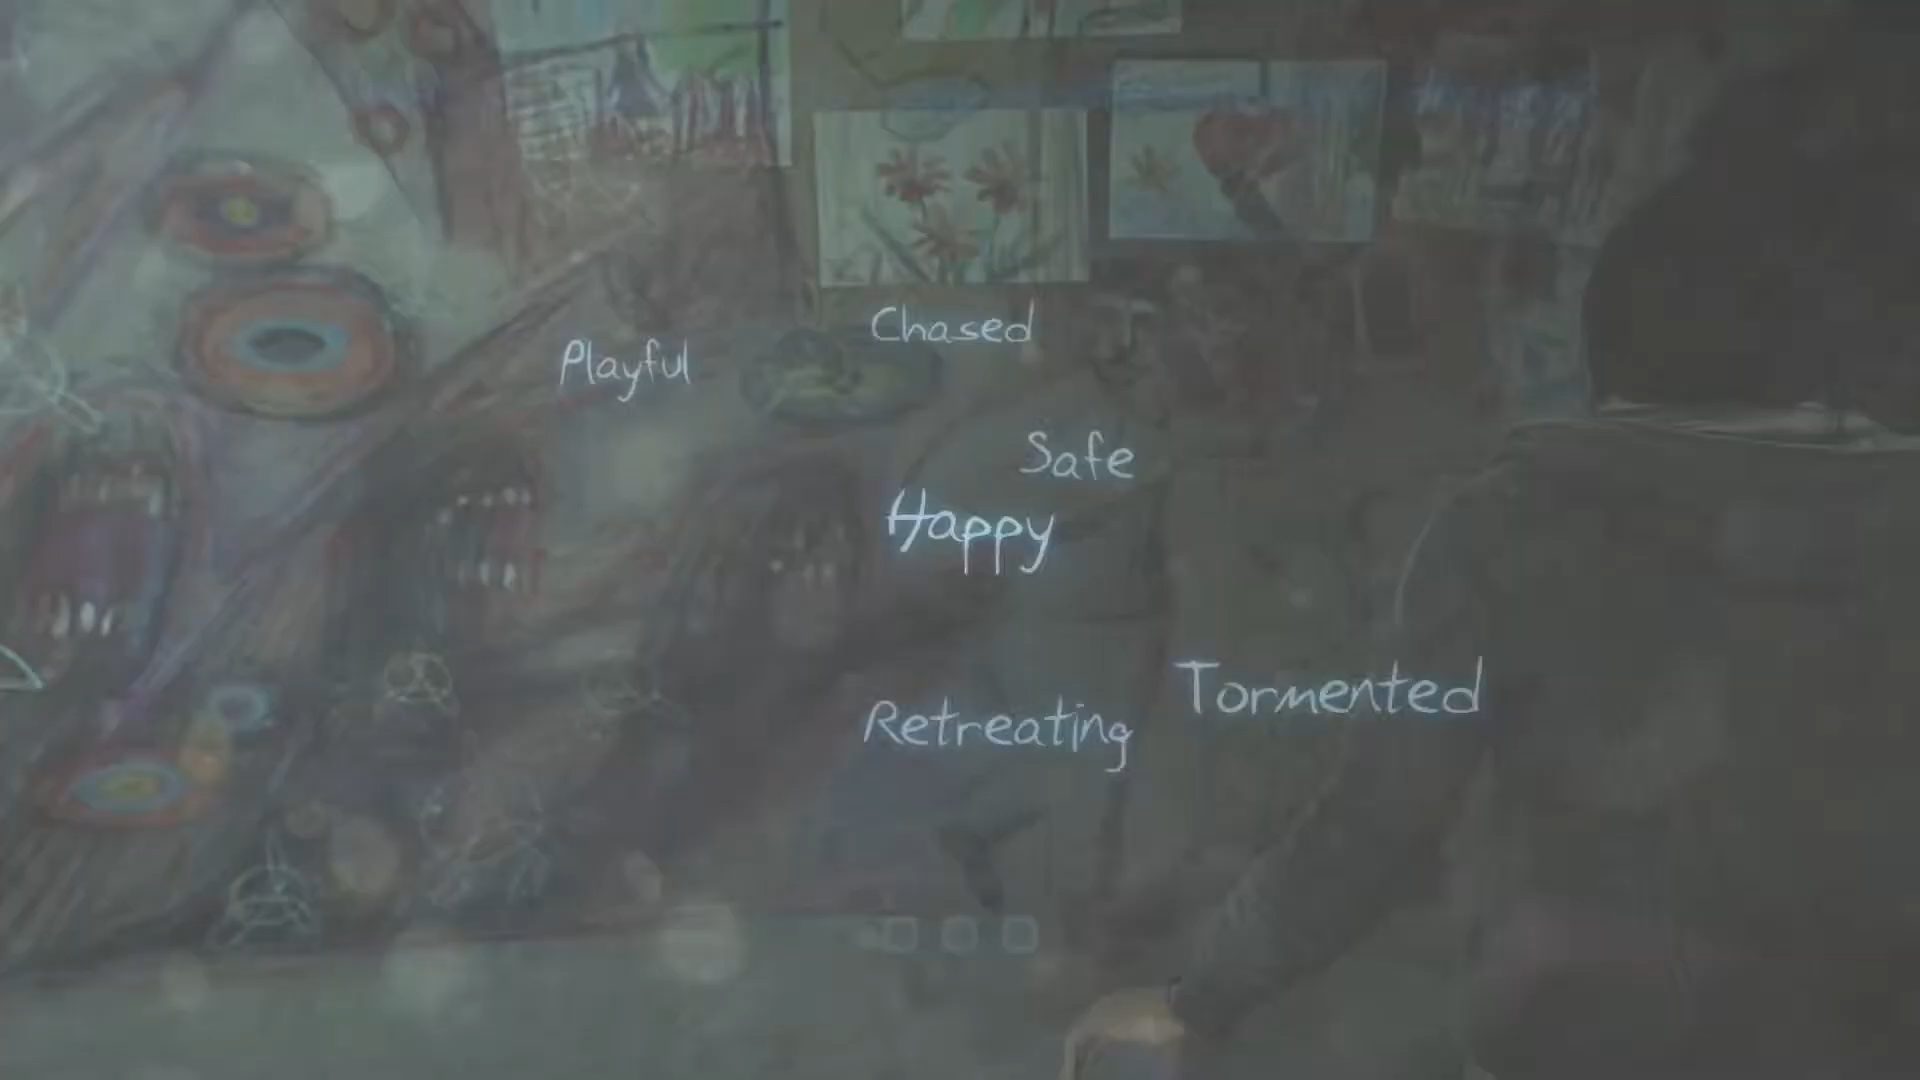 Chased
Playful
Safe
Happy
Tormented
Retreating